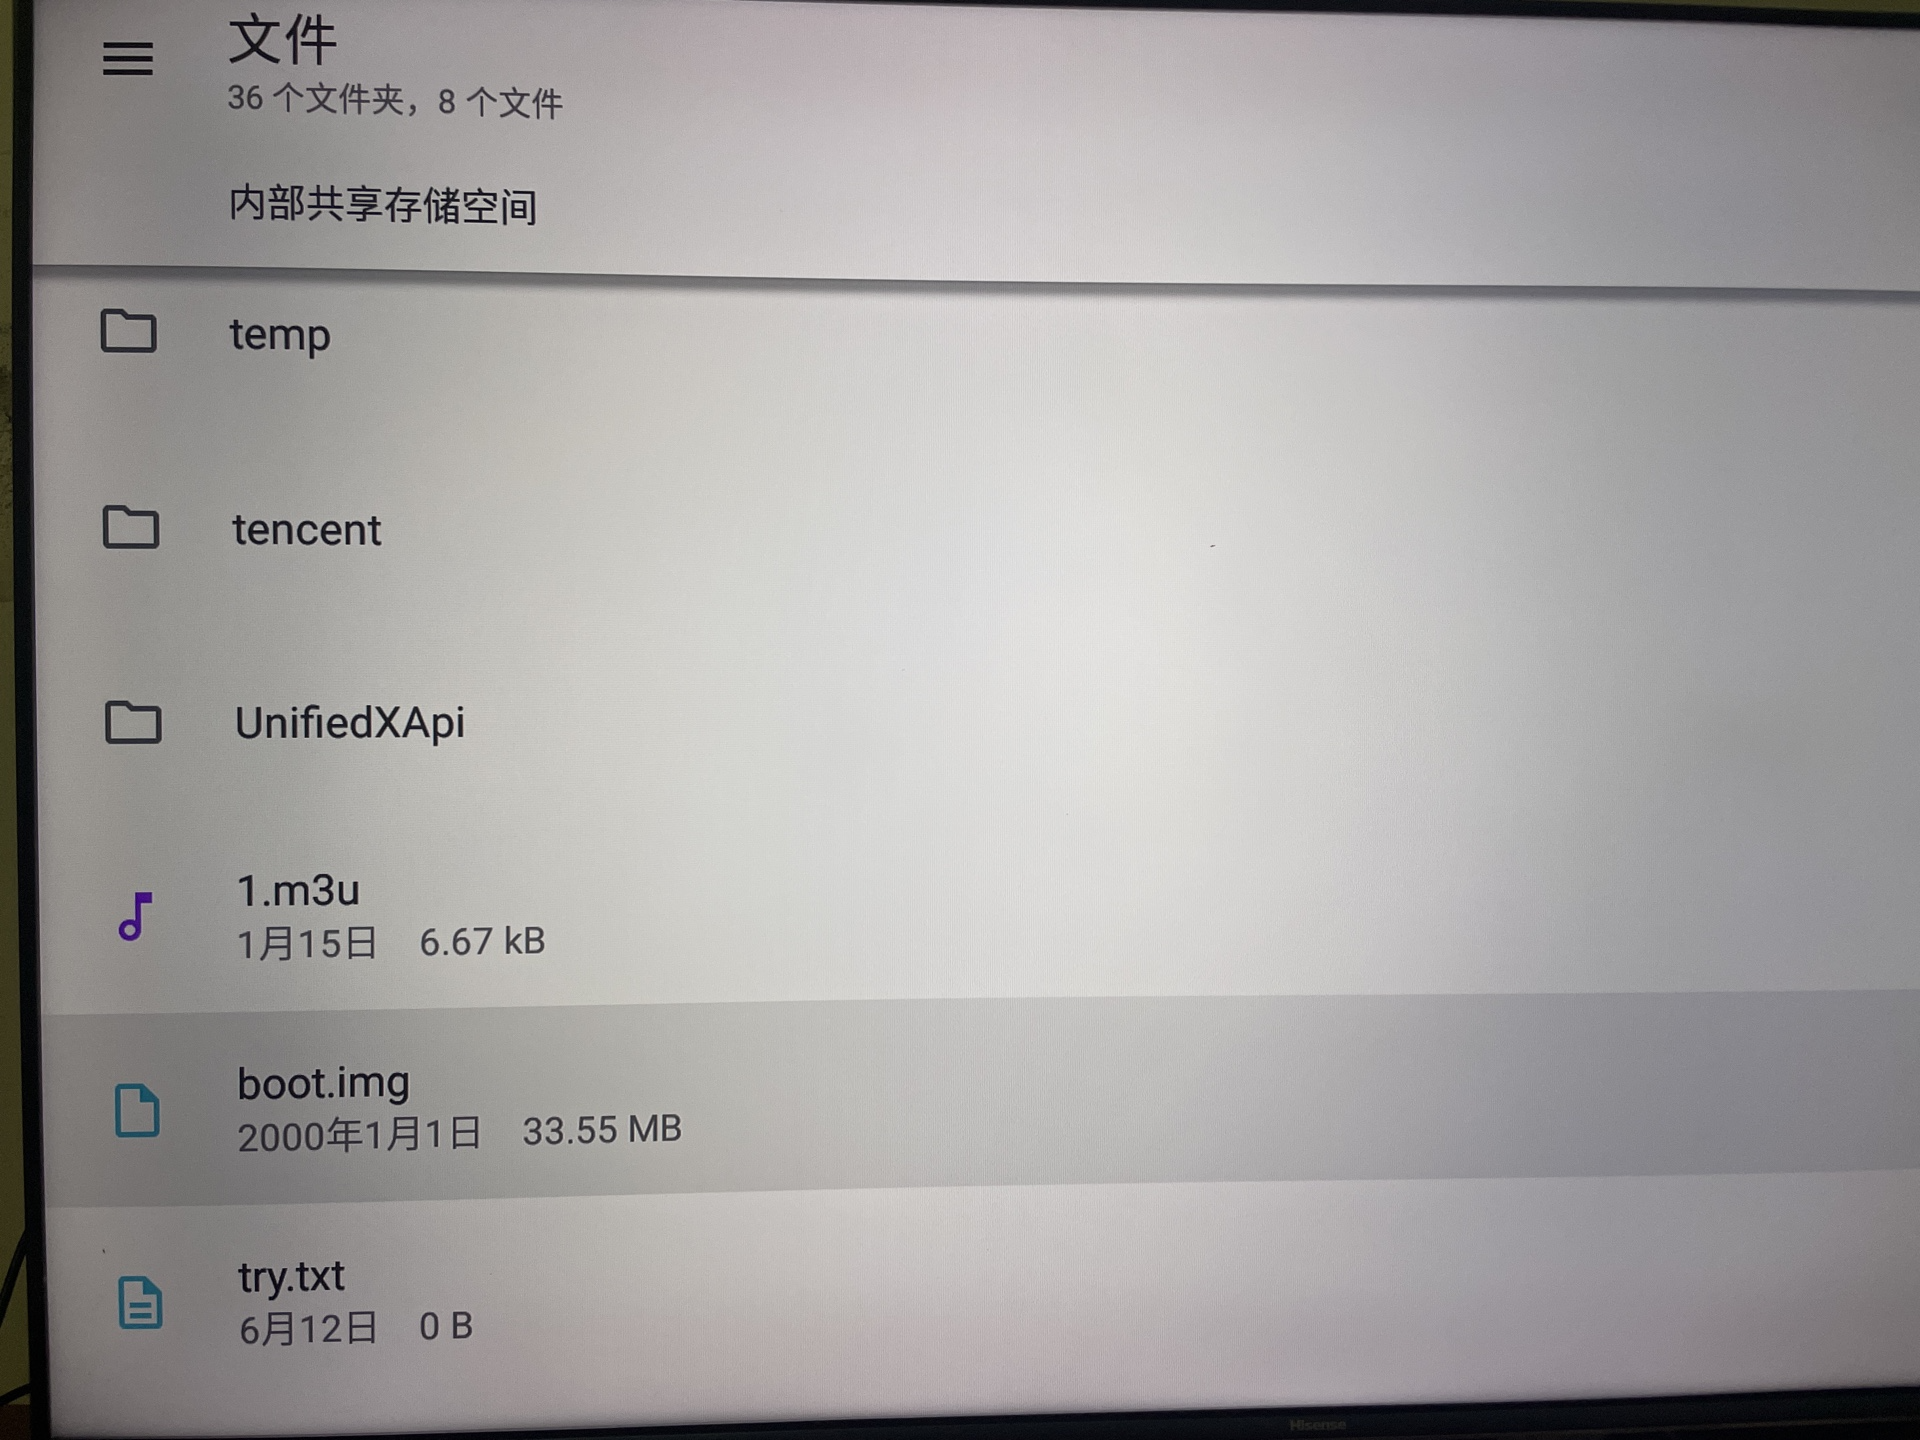 文件
36 个文件夹，8 个文件
内部共享存储空间
temp
tencent
UnifiedXApi
1.m3u
1月15日 6.67 kB
boot.img
2000年1月1日 33.55 MB
try.txt
6月12日 0 B
Hisense